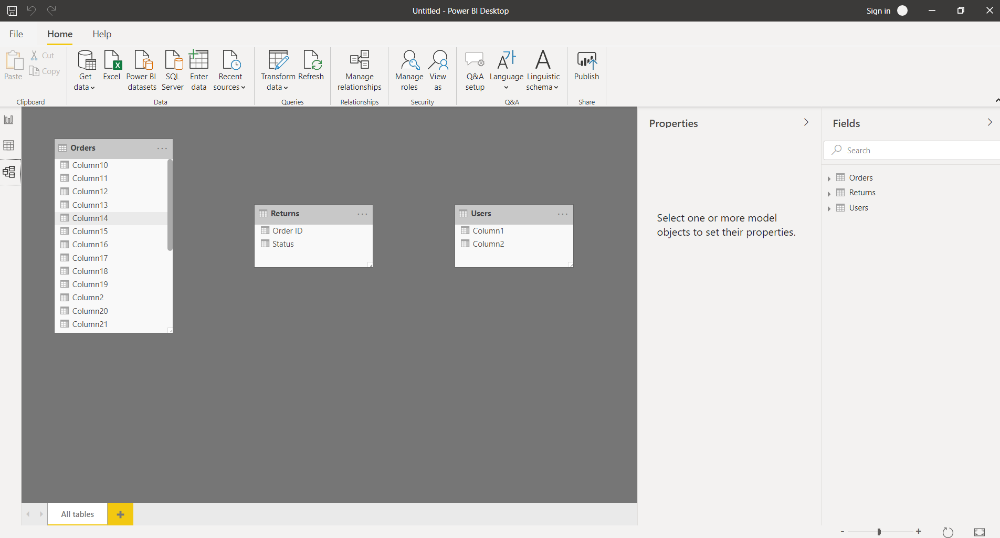 Untitled - Power BI Desktop
Sign in
File
Home
Help
Paste
Cut
Copy
Clipboard
Get data
Excel
Power BI datasets
SQL Server
Enter data
Recent sources
Data
Transform data
Refresh
Queries
Manage relationships
Relationships
Manage roles
View as
Security
Q&A setup
Language
Linguistic schema
Q&A
Publish
Share
Orders
Column10
Column11
Column12
Column13
Column14
Column15
Column16
Column17
Column18
Column19
Column2
Column20
Column21
Returns
Order ID
Status
Users
Column1
Column2
Properties
Select one or more model
objects to set their properties.
Fields
Search
Orders
Returns
Users
All tables